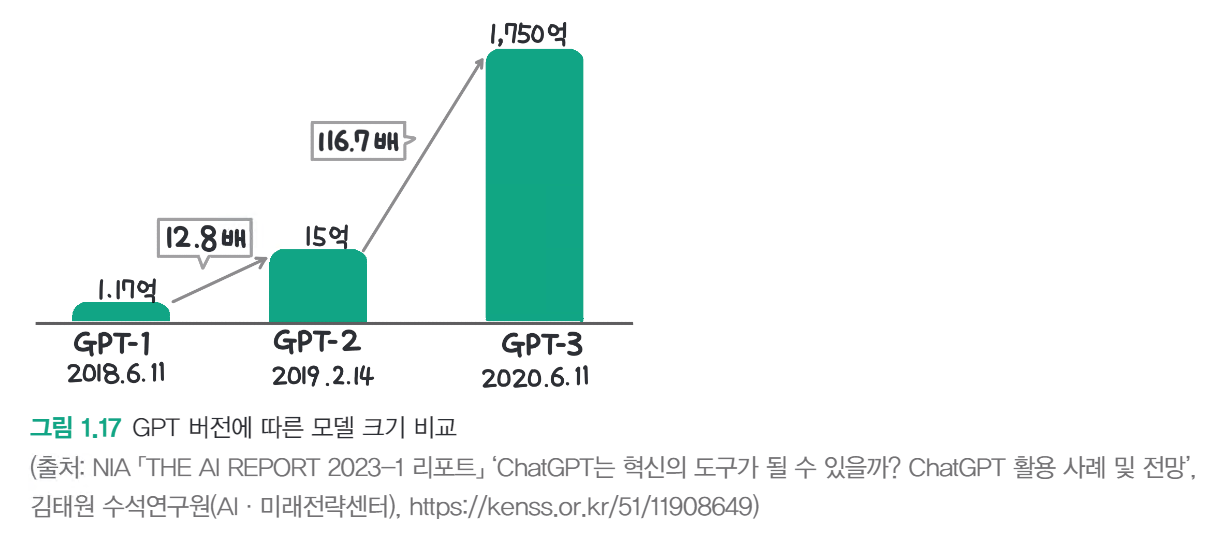 1,750억
116.7배
12.8배
15억
1.17억
GPT-1 GPT-2 GPT-3
2018.6.11 2019.2.14 2020.6.11
그림 1.17 GPT 버전에 따른 모델 크기 비교
(출처: NIA 「THE AI REPORT 2023-1 리포트」 ‘ChatGPT는 혁신의 도구가 될 수 있을까? ChatGPT 활용 사례 및 전망’,
김태원 수석연구원(AI · 미래전략센터), https://kenss.or.kr/51/11908649)